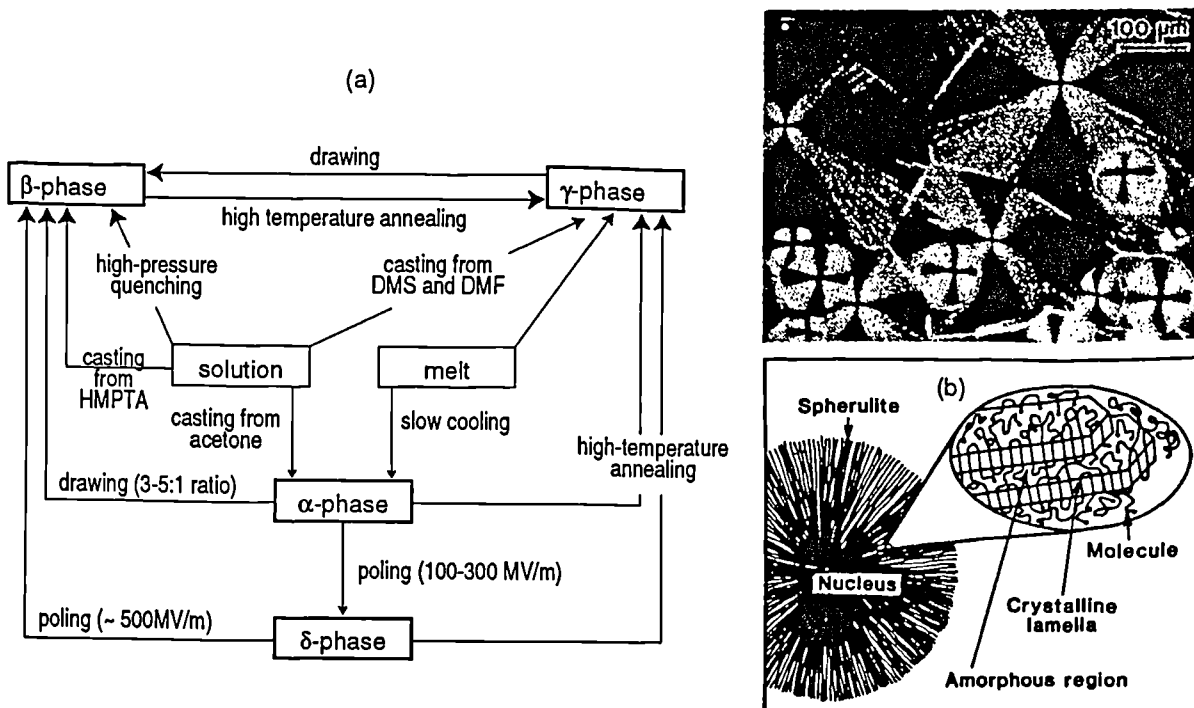 (a)
drawing
β-phase
γ-phase
high temperature annealing
high-pressure
quenching
casting from
DMS and DMF
solution
melt
casting
from
HMPTA
casting from
acetone
slow cooling
high-temperature
annealing
drawing (3-5:1 ratio)
α-phase
poling (100-300 MV/m)
poling (~ 500MV/m)
δ-phase
100 μm
(b)
Spherulite
Molecule
Nucleus
Crystalline
lamella
Amorphous region